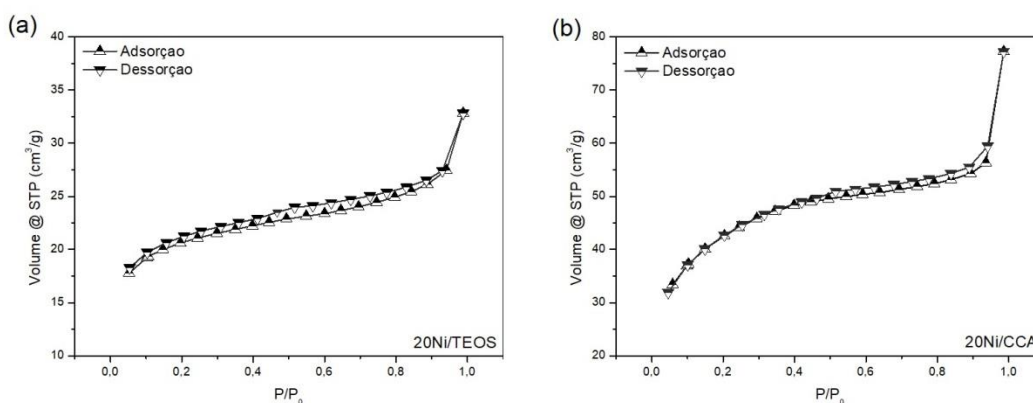 (a)
40
35
30
25
20
15
10
Volume @ STP (cm³/g)
Adsorçao
Dessorçao
20Ni/TEOS
0,0 0,2 0,4 0,6 0,8 1,0
P/P₀
(b)
80
70
60
50
40
30
20
Volume @ STP (cm³/g)
Adsorçao
Dessorçao
20Ni/CCA
0,0 0,2 0,4 0,6 0,8 1,0
P/P₀